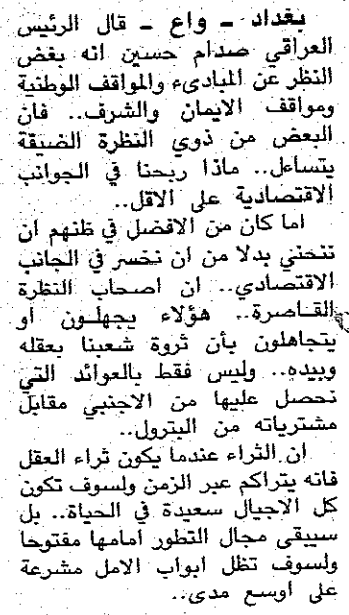 بغداد - واع - قال الرئيس
العراقي صدام حسين انه بغض
النظر عن المبادىء والمواقف الوطنية
ومواقف الايمان والشرف.. فان
البعض من ذوي النظرة الضيقة
يتساءل.. ماذا ربحنا في الجوانب
الاقتصادية على الاقل..
اما كان من الافضل في ظنهم ان
ننحني بدلا من ان نخسر في الجانب
الاقتصادي.. ان اصحاب النظرة
القاصرة.. هؤلاء يجهلون او
يتجاهلون بأن ثروة شعبنا بعقله
وبيده.. وليس فقط بالعوائد التي
نحصل عليها من الاجنبي مقابل
مشترياته من البترول..
ان الثراء عندما يكون ثراء العقل
فانه يتراكم عبر الزمن ولسوف تكون
كل الاجيال سعيدة في الحياة.. بل
سيبقى مجال التطور امامها مفتوحا
ولسوف تظل ابواب الامل مشرعة
على اوسع مدى..